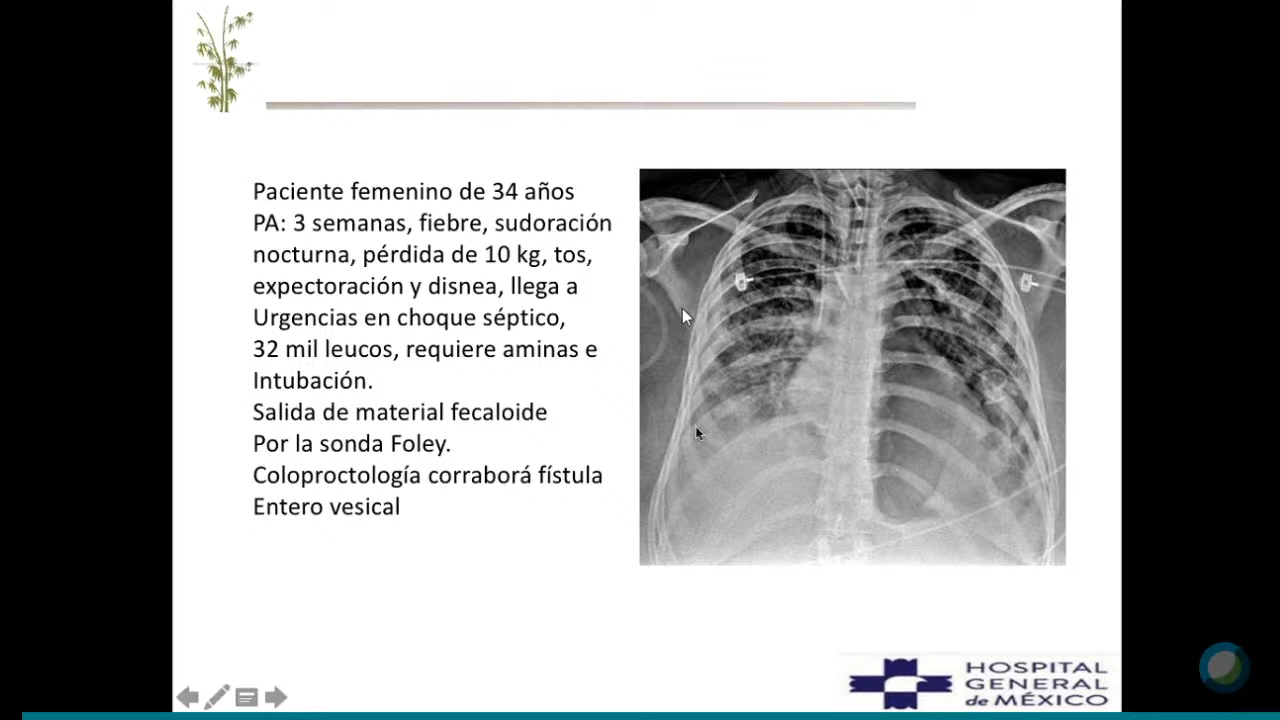 Paciente femenino de 34 años
PA: 3 semanas, fiebre, sudoración
nocturna, pérdida de 10 kg, tos,
expectoración y disnea, llega a
Urgencias en choque séptico,
32 mil leucos, requiere aminas e
Intubación.
Salida de material fecaloide
Por la sonda Foley.
Coloproctología corraborá fístula
Entero vesical
HOSPITAL
GENERAL
de MÉXICO